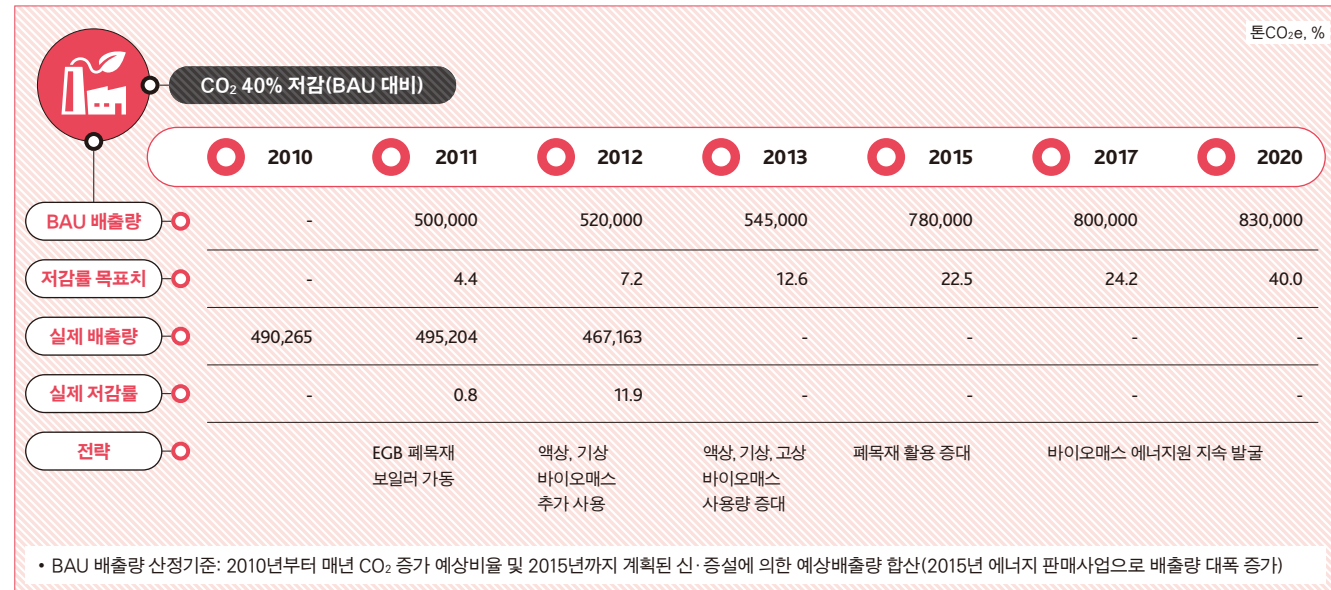 톤CO₂e, %
CO₂ 40% 저감(BAU 대비)
2010 2011 2012 2013 2015 2017 2020
BAU 배출량 - 500,000 520,000 545,000 780,000 800,000 830,000
저감률 목표치 - 4.4 7.2 12.6 22.5 24.2 40.0
실제 배출량 490,265 495,204 467,163 - - - -
실제 저감률 - 0.8 11.9 - - - -
전략 EGB 폐목재 액상, 기상 액상, 기상, 고상 폐목재 활용 증대 바이오매스 에너지원 지속 발굴
보일러 가동 바이오매스 바이오매스
추가 사용 사용량 증대
• BAU 배출량 산정기준: 2010년부터 매년 CO₂ 증가 예상비율 및 2015년까지 계획된 신·증설에 의한 예상배출량 합산(2015년 에너지 판매사업으로 배출량 대폭 증가)